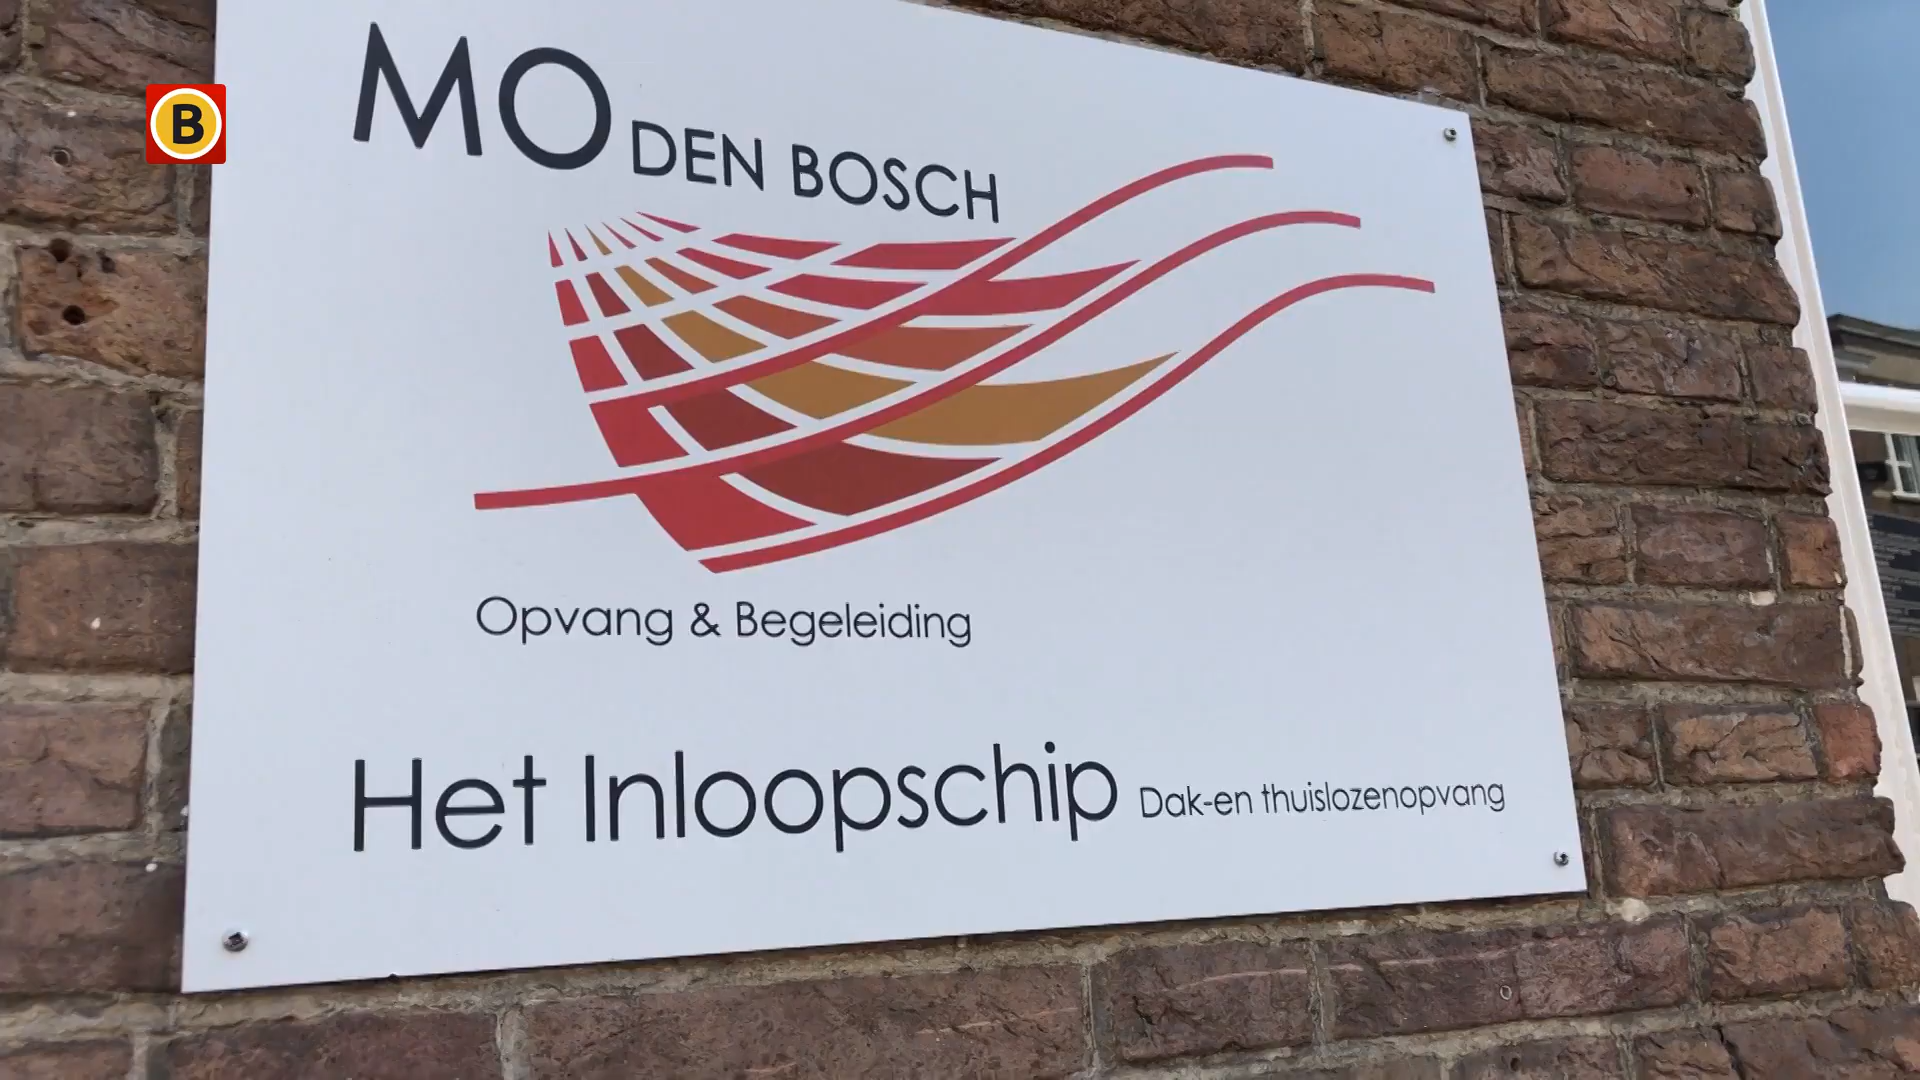 B
MO DEN BOSCH
Opvang & Begeleiding
Het Inloopschip Dak-en thuislozenopvang